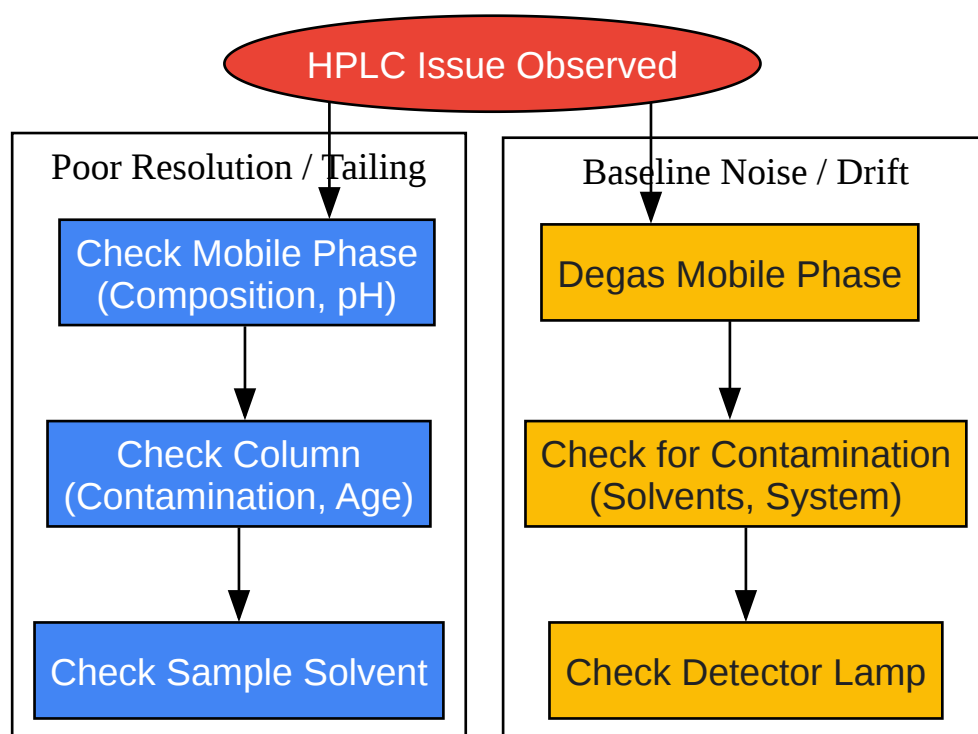 HPLC Issue Observed
Poor Resolution / Tailing
Check Mobile Phase
(Composition, pH)
Check Column
(Contamination, Age)
Check Sample Solvent
Baseline Noise / Drift
Degas Mobile Phase
Check for Contamination
(Solvents, System)
Check Detector Lamp